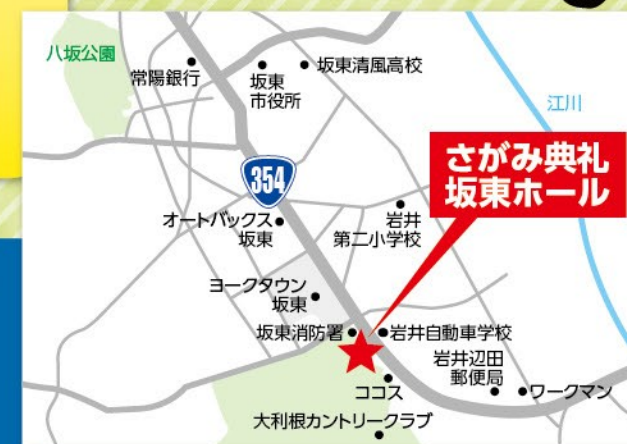 八坂公園
常陽銀行
坂東
市役所
坂東清風高校
江川
354
さがみ典礼
坂東ホール
オートバックス
坂東
岩井
第二小学校
ヨークタウン
坂東
坂東消防署
岩井自動車学校
岩井辺田
郵便局
ココス
ワークマン
大利根カントリークラブ